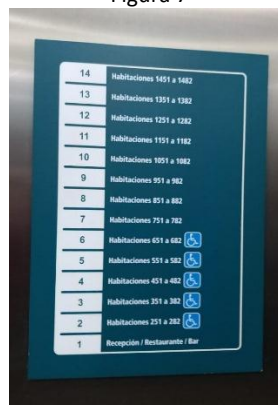 Figura 7
14 Habitaciones 1451 a 1482
13 Habitaciones 1351 a 1382
12 Habitaciones 1251 a 1282
11 Habitaciones 1151 a 1182
10 Habitaciones 1051 a 1082
9 Habitaciones 951 a 982
8 Habitaciones 851 a 882
7 Habitaciones 751 a 782
6 Habitaciones 651 a 682
5 Habitaciones 551 a 582
4 Habitaciones 451 a 482
3 Habitaciones 351 a 382
2 Habitaciones 251 a 282
1 Recepción / Restaurante / Bar